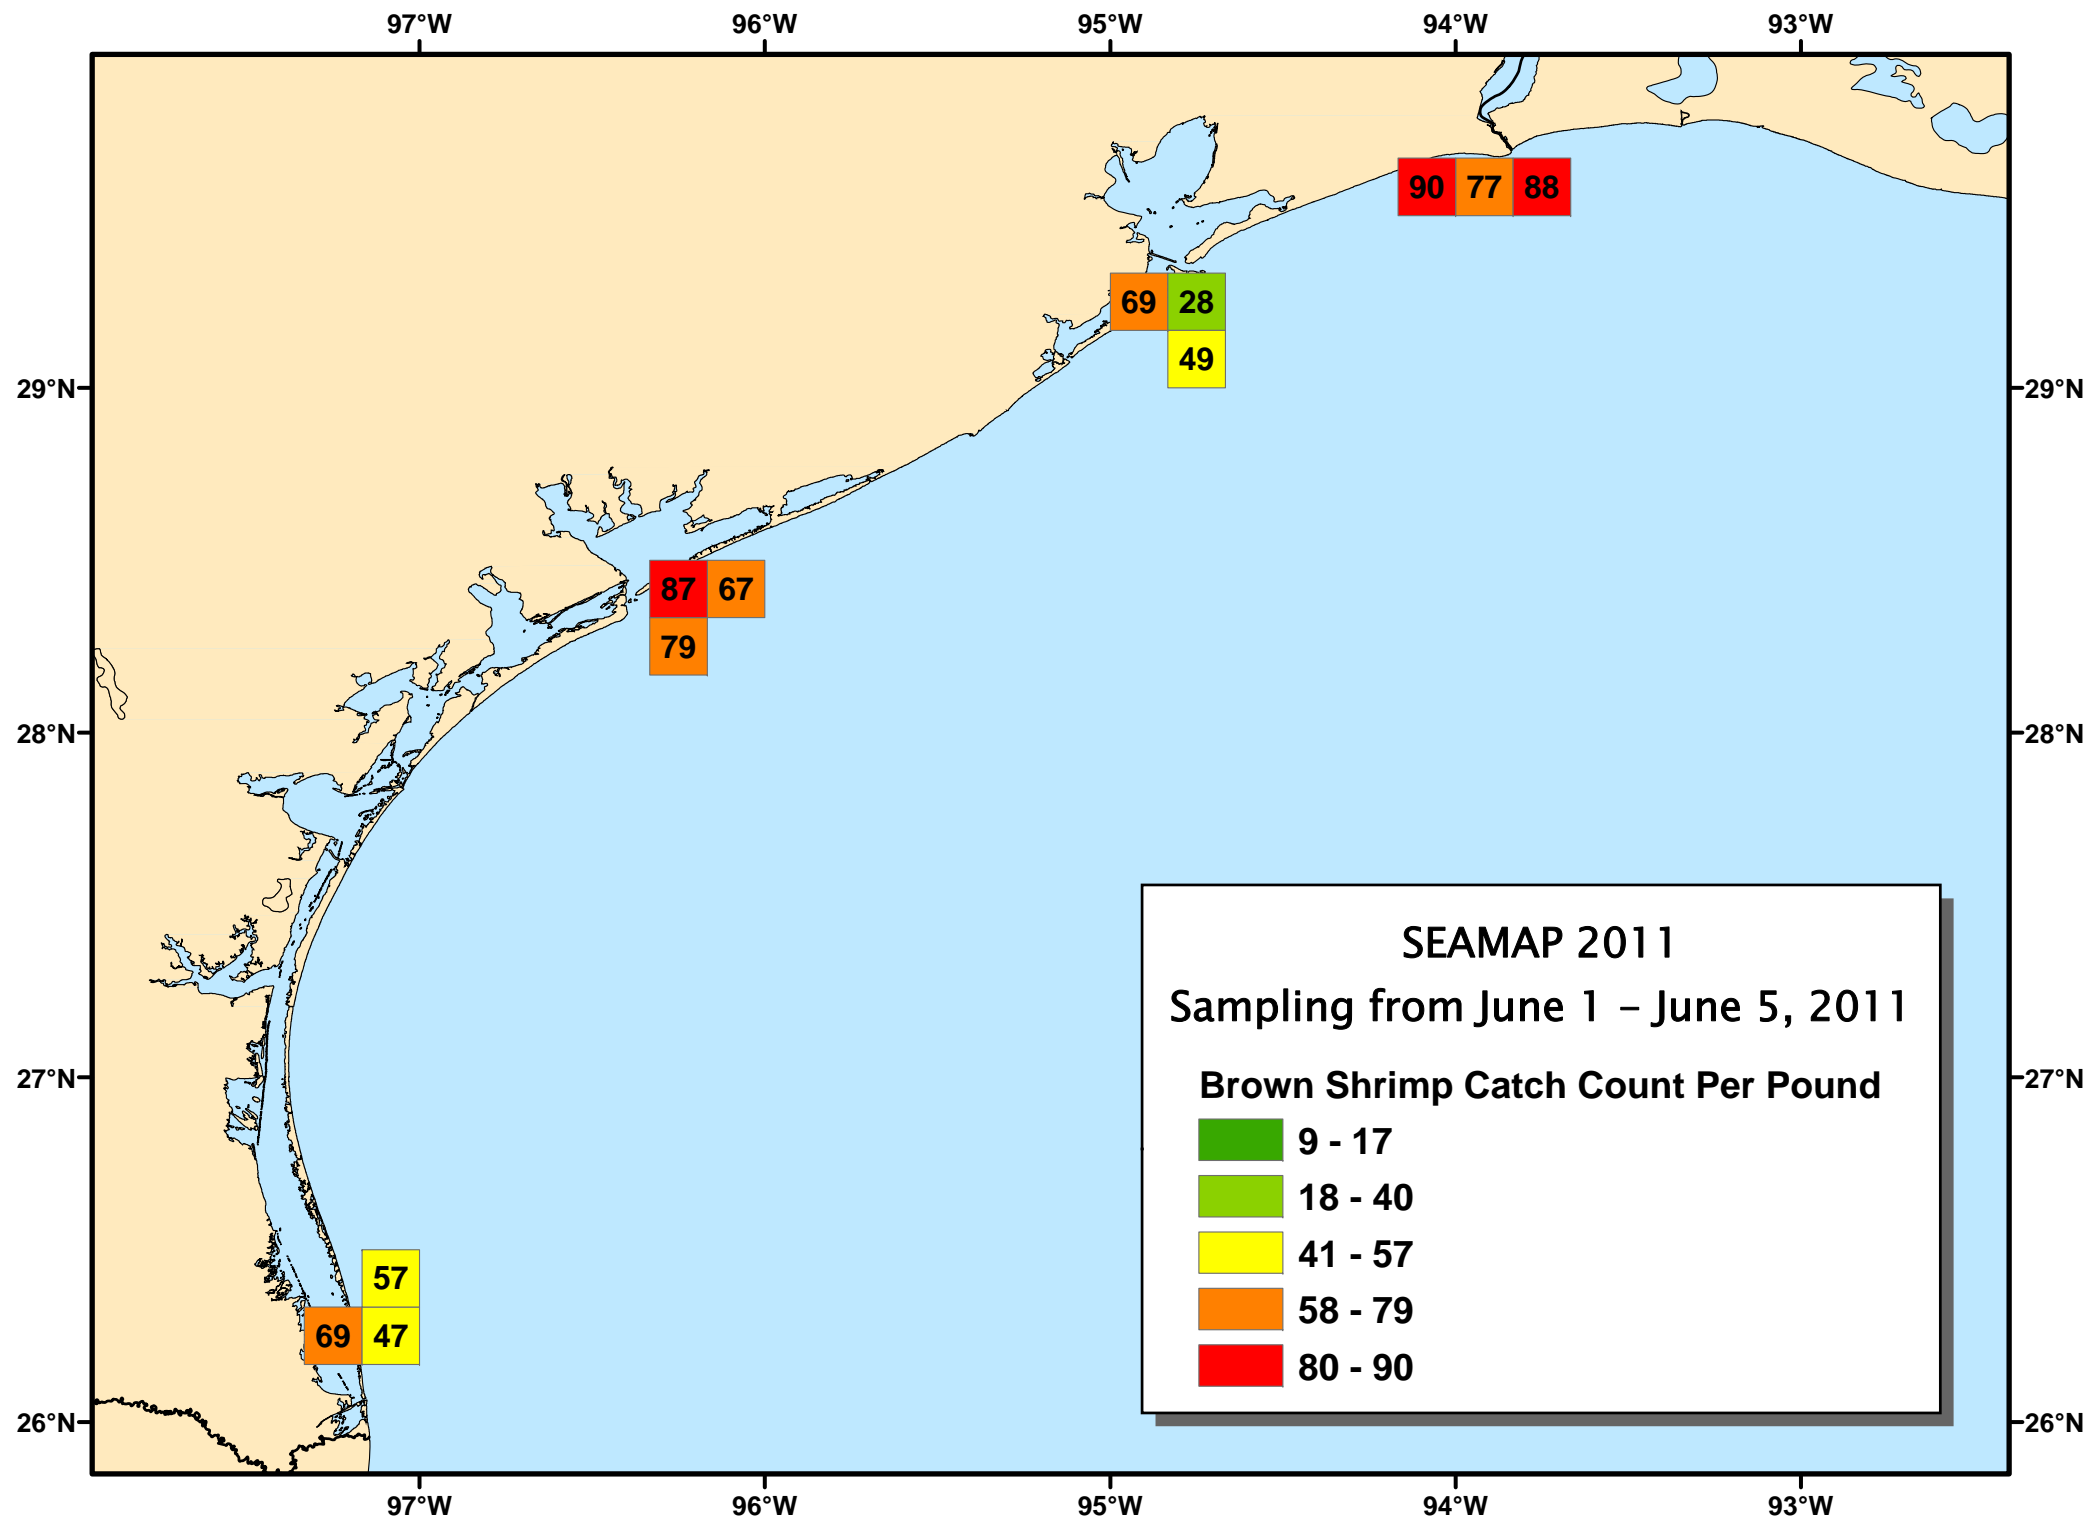 97°W 96°W 95°W 94°W 93°W
90 77 88
69 28
49
29°N 29°N
87 67
79
28°N 28°N
SEAMAP 2011
Sampling from June 1 – June 5, 2011
27°N 27°N
Brown Shrimp Catch Count Per Pound
9 - 17
18 - 40
41 - 57
58 - 79
80 - 90
57
69 47
26°N 26°N
97°W 96°W 95°W 94°W 93°W